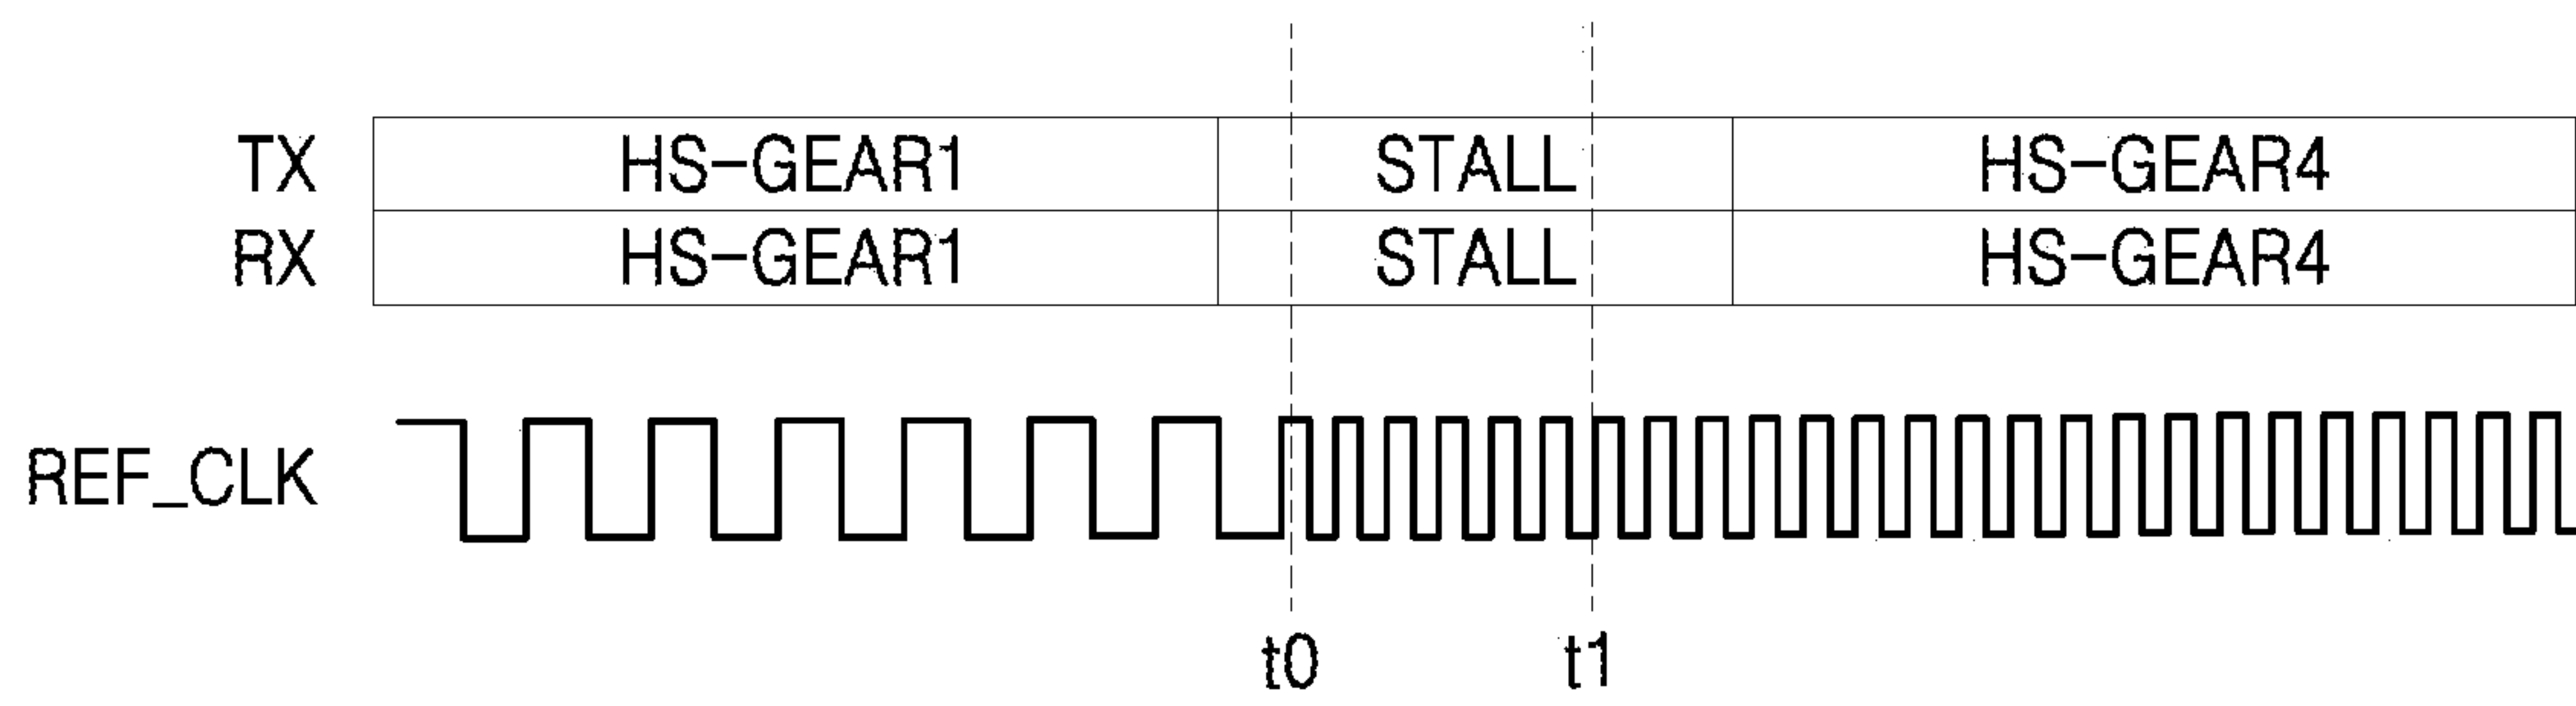 TX HS-GEAR1 STALL HS-GEAR4
RX HS-GEAR1 STALL HS-GEAR4
REF_CLK
t0 t1